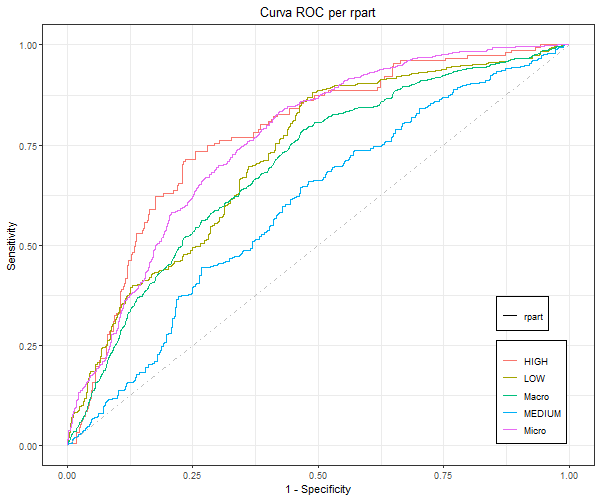 Curva ROC per rpart
Sensitivity
1.00
0.75
0.50
0.25
0.00
rpart
HIGH
LOW
Macro
MEDIUM
Micro
0.00 0.25 0.50 0.75 1.00
1 - Specificity